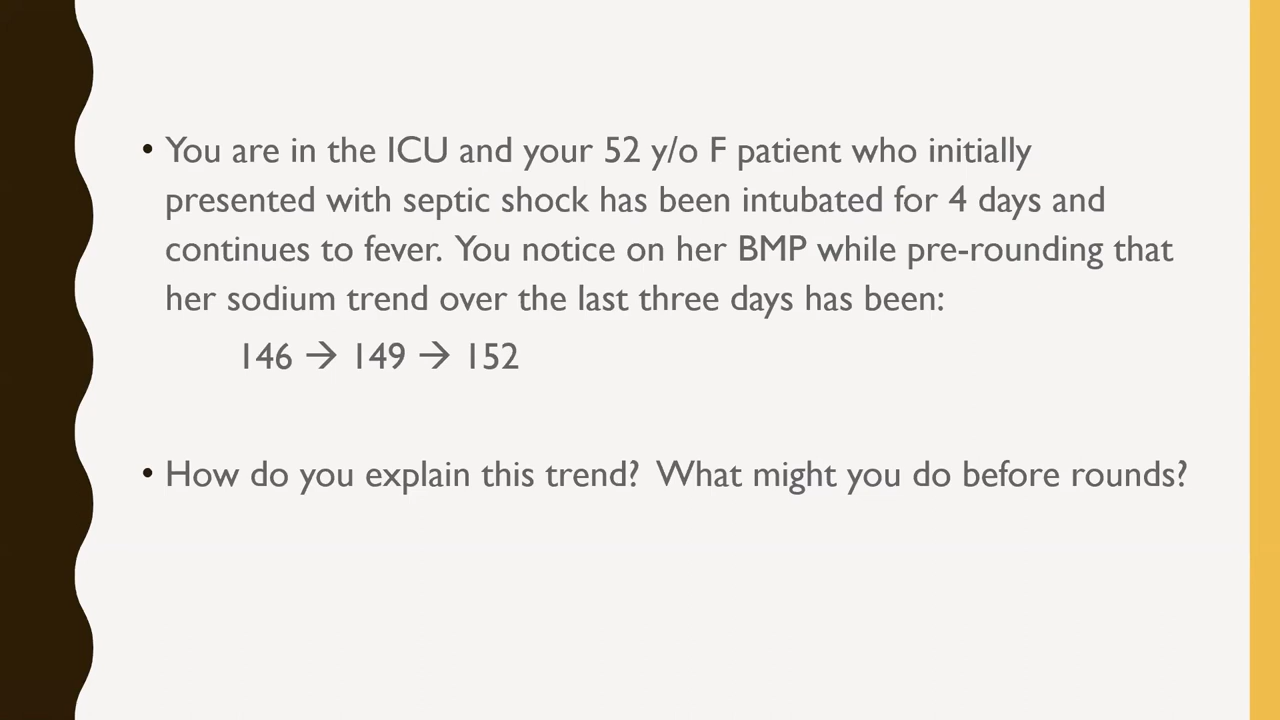 • You are in the ICU and your 52 y/o F patient who initially
presented with septic shock has been intubated for 4 days and
continues to fever.  You notice on her BMP while pre-rounding that
her sodium trend over the last three days has been:
146 → 149 → 152
• How do you explain this trend?  What might you do before rounds?